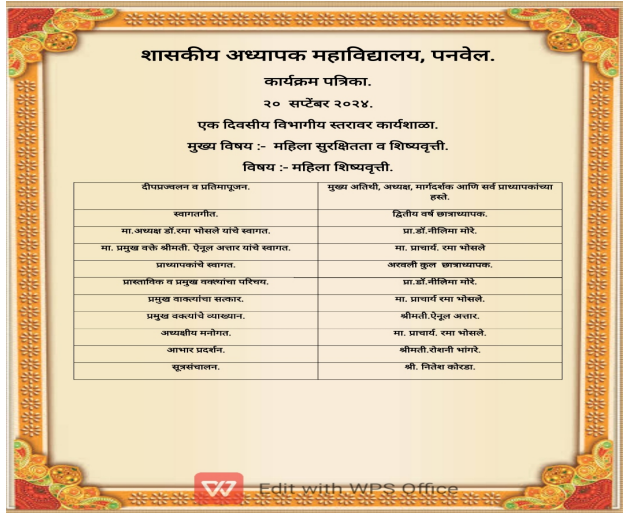 शासकीय अध्यापक महाविद्यालय, पनवेल.
कार्यक्रम पत्रिका.
२० सप्टेंबर २०२४.
एक दिवसीय विभागीय स्तरावर कार्यशाळा.
मुख्य विषय :- महिला सुरक्षितता व शिष्यवृत्ती.
विषय :- महिला शिष्यवृत्ती.
दीपप्रज्वलन व प्रतिमापूजन. मुख्य अतिथी, अध्यक्ष, मार्गदर्शक आणि सर्व प्राध्यापकांच्या
हस्ते.
स्वागतगीत. द्वितीय वर्ष छात्राध्यापक.
मा.अध्यक्ष डॉ.रमा भोसले यांचे स्वागत. प्रा.डॉ.नीलिमा मोरे.
मा. प्रमुख वक्ते श्रीमती. ऐनूल अत्तार यांचे स्वागत. मा. प्राचार्य. रमा भोसले
प्राध्यापकांचे स्वागत. अरवली कुल छात्राध्यापक.
प्रास्ताविक व प्रमुख वक्त्यांचा परिचय. प्रा.डॉ.नीलिमा मोरे.
प्रमुख वाक्त्यांचा सत्कार. मा. प्राचार्य रमा भोसले.
प्रमुख वक्त्यांचे व्याख्यान. श्रीमती.ऐनूल अत्तार.
अध्यक्षीय मनोगत. मा. प्राचार्य. रमा भोसले.
आभार प्रदर्शन. श्रीमती.रोशनी भांगरे.
सूत्रसंचालन. श्री. नितेश कोरडा.
Edit with WPS Office